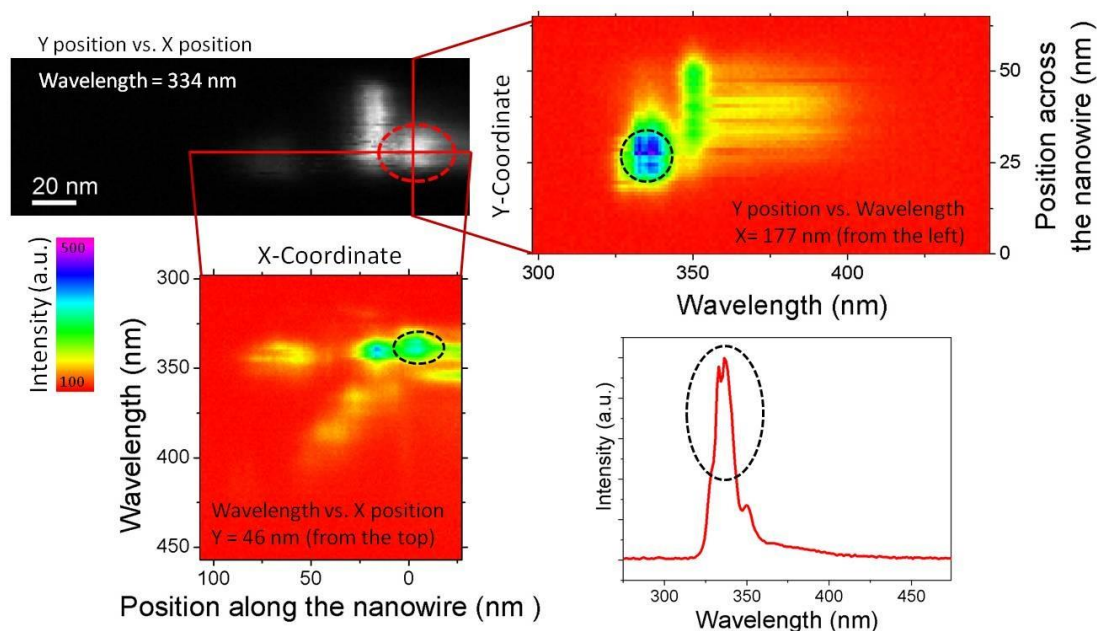 Y position vs. X position
Wavelength = 334 nm
20 nm
Y-Coordinate
50
25
0
Position across
the nanowire (nm)
Y position vs. Wavelength
X= 177 nm (from the left)
300
350
400
Wavelength (nm)
Intensity (a.u.)
500
100
X-Coordinate
300
350
400
450
Wavelength (nm)
Wavelength vs. X position
Y = 46 nm (from the top)
100
50
0
Position along the nanowire (nm )
Intensity (a.u.)
300
350
400
450
Wavelength (nm)